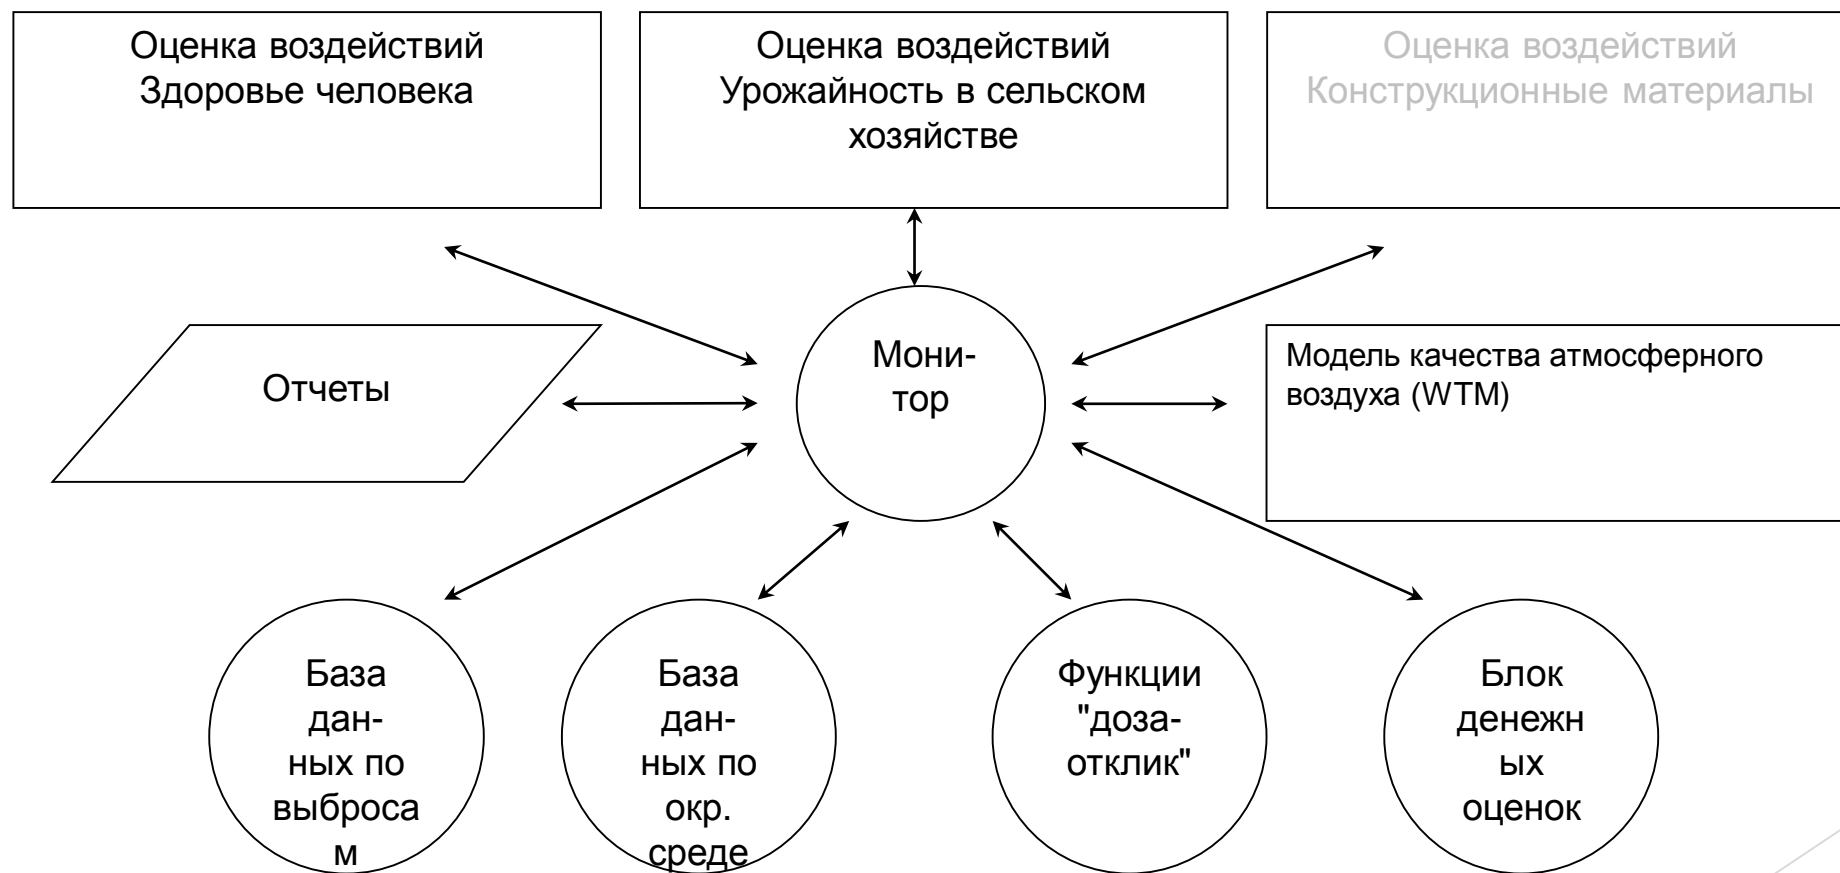 Оценка воздействий
Здоровье человека
Оценка воздействий
Урожайность в сельском
хозяйстве
Оценка воздействий
Конструкционные материалы
Отчеты
Мони-
тор
Модель качества атмосферного
воздуха (WTM)
База
дан-
ных по
выброса
м
База
дан-
ных по
окр.
среде
Функции
"доза-
отклик"
Блок
денежн
ых
оценок